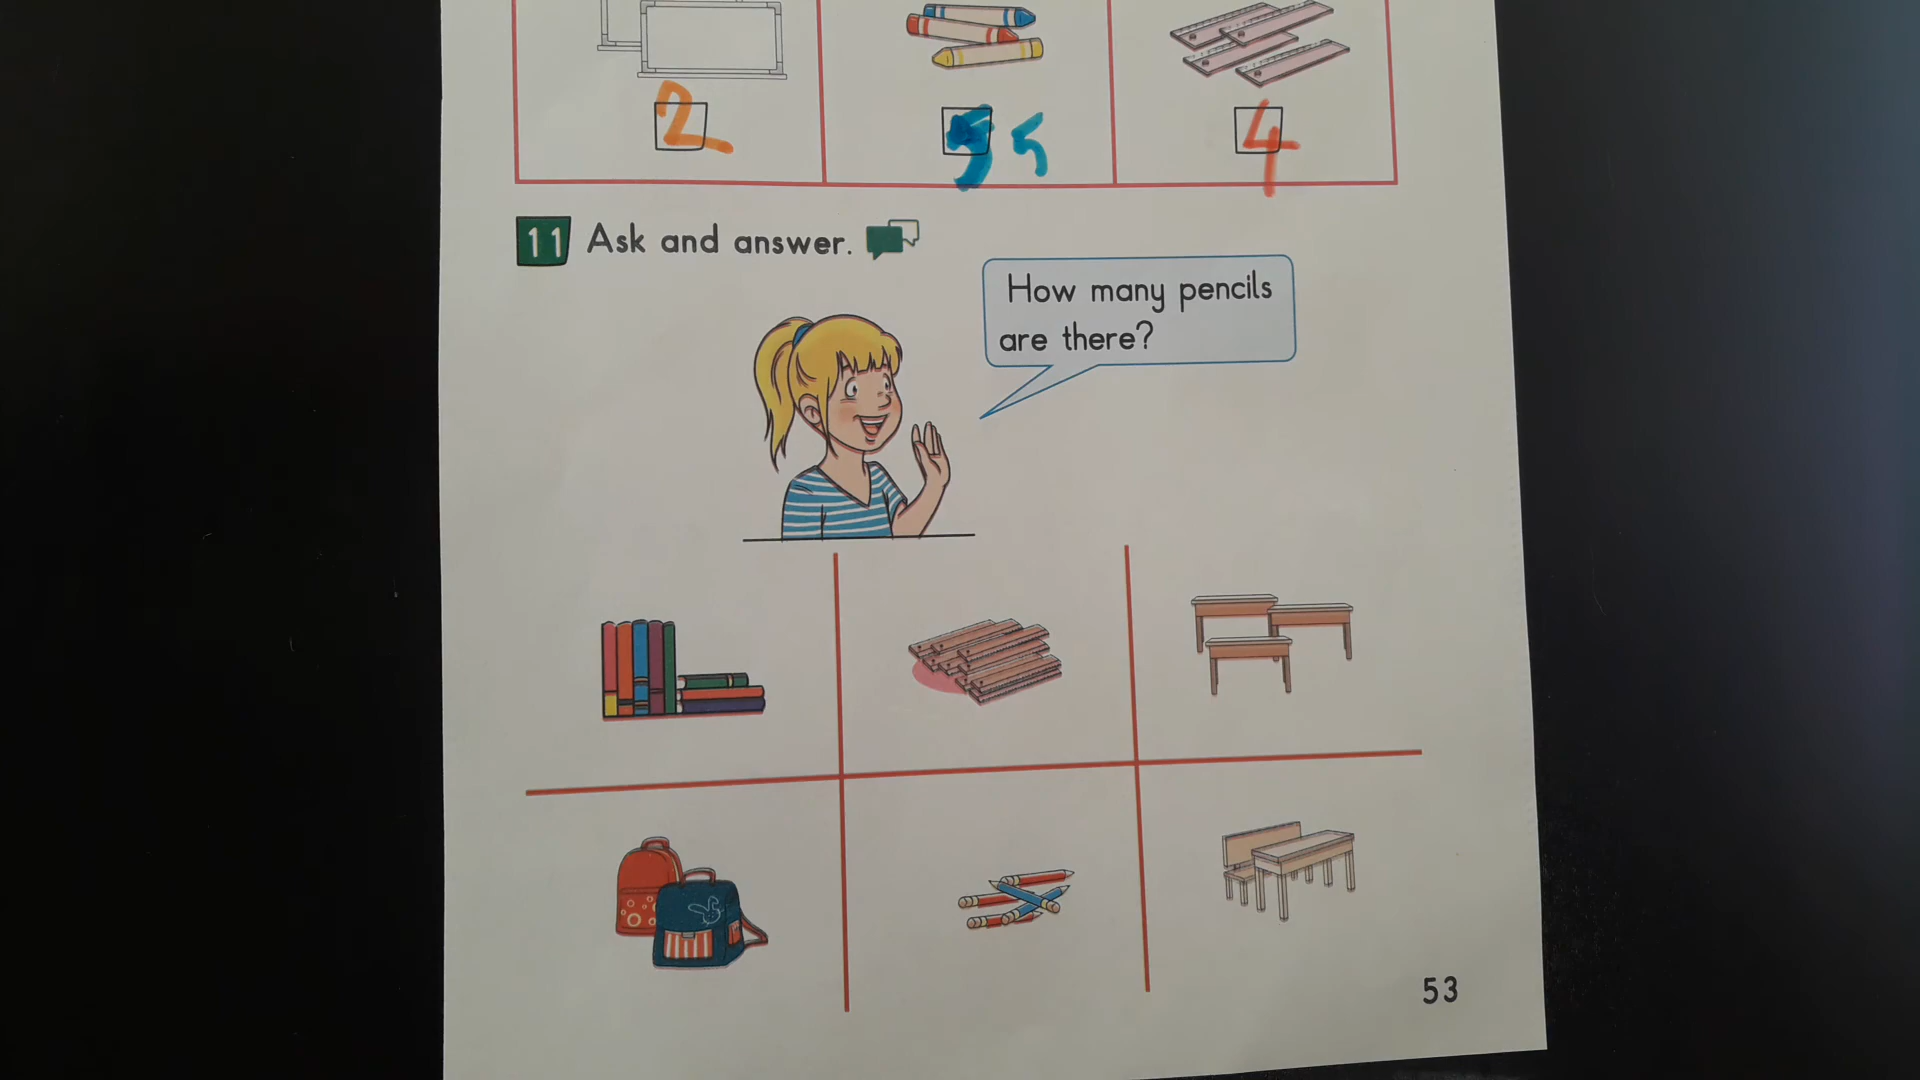 2 5 5 4
11 Ask and answer.
How many pencils
are there?
53